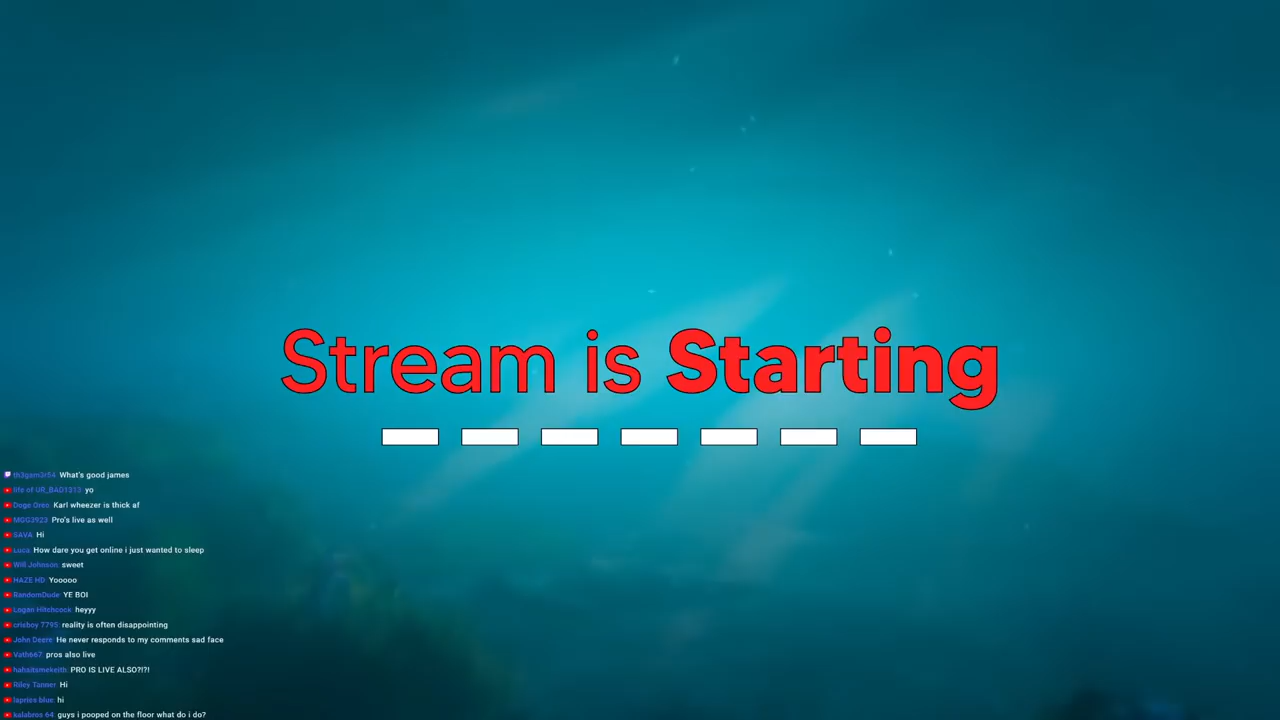 Stream is Starting
th3gam3r54 What's good james
life of UR_BAD1313: yo
Doge Oreo: Karl wheezer is thick af
MGG3923: Pro's live as well
SAVA: Hi
Luca: How dare you get online i just wanted to sleep
Will Johnson: sweet
HAZE HD: Yooooo
RandomDude: YE BOI
Logan Hitchcock: heyyy
crisboy 7795: reality is often disappointing
John Deere: He never responds to my comments sad face
Vath667: pros also live
hahsitsmekeith: PRO IS LIVE ALSO?!?!
Riley Tanner: Hi
lapries blue: hi
kalabros 64: guys i pooped on the floor what do i do?